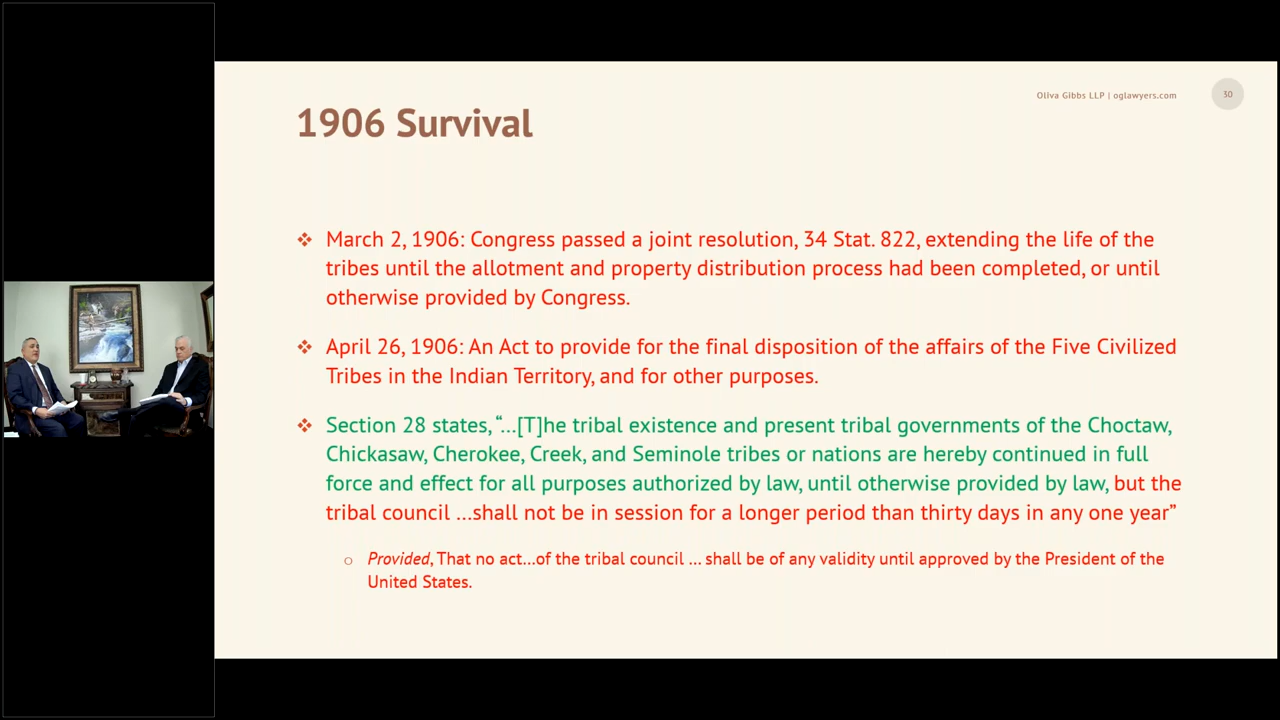 Oliva Gibbs LLP | oglawyers.com
30
1906 Survival
❖ March 2, 1906: Congress passed a joint resolution, 34 Stat. 822, extending the life of the
tribes until the allotment and property distribution process had been completed, or until
otherwise provided by Congress.
❖ April 26, 1906: An Act to provide for the final disposition of the affairs of the Five Civilized
Tribes in the Indian Territory, and for other purposes.
❖ Section 28 states, “...[T]he tribal existence and present tribal governments of the Choctaw,
Chickasaw, Cherokee, Creek, and Seminole tribes or nations are hereby continued in full
force and effect for all purposes authorized by law, until otherwise provided by law, but the
tribal council ...shall not be in session for a longer period than thirty days in any one year”
○ Provided, That no act...of the tribal council ... shall be of any validity until approved by the President of the
United States.